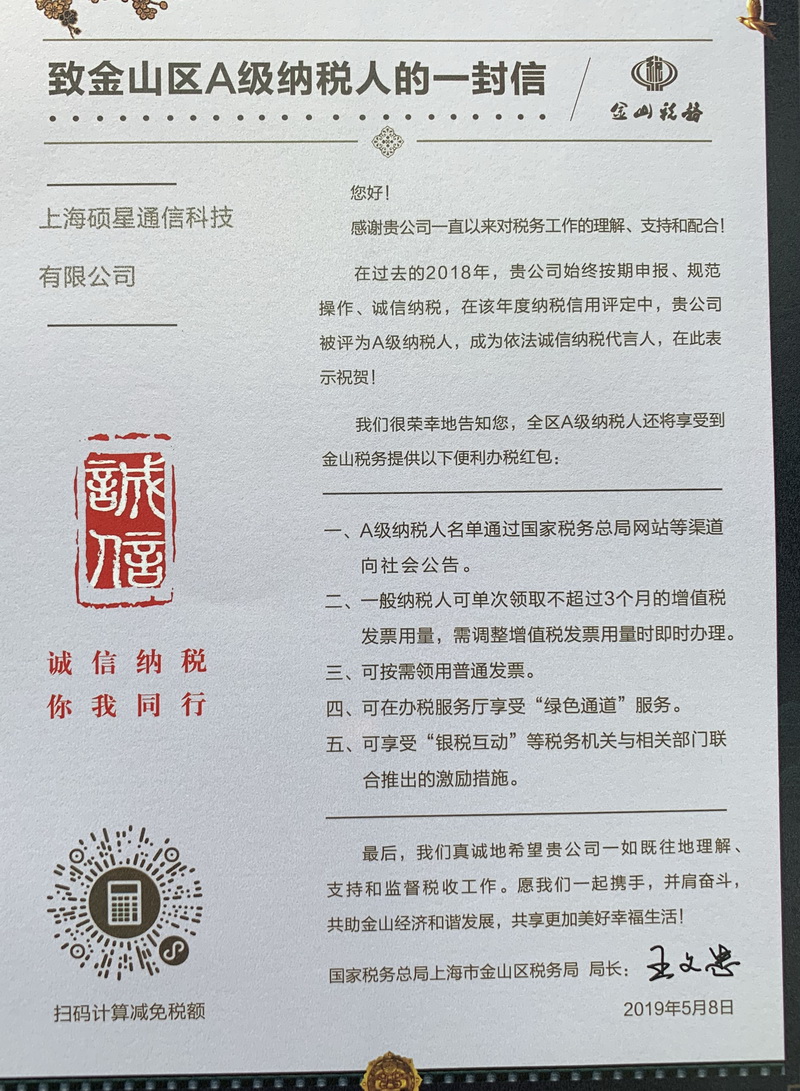 致金山区A级纳税人的一封信
金山税务
上海硕星通信科技
有限公司
您好！
感谢贵公司一直以来对税务工作的理解、支持和配合！
在过去的2018年，贵公司始终按期申报、规范
操作、诚信纳税，在该年度纳税信用评定中，贵公司
被评为A级纳税人，成为依法诚信纳税代言人，在此表
示祝贺！
我们很荣幸地告知您，全区A级纳税人还将享受到
金山税务提供以下便利办税红包：
一、A级纳税人名单通过国家税务总局网站等渠道
向社会公告。
二、一般纳税人可单次领取不超过3个月的增值税
发票用量，需调整增值税发票用量时即时办理。
三、可按需领用普通发票。
四、可在办税服务厅享受“绿色通道”服务。
五、可享受“银税互动”等税务机关与相关部门联
合推出的激励措施。
最后，我们真诚地希望贵公司一如既往地理解、
支持和监督税收工作。愿我们一起携手，并肩奋斗，
共助金山经济和谐发展，共享更加美好幸福生活！
国家税务总局上海市金山区税务局 局长：王文忠
2019年5月8日
誠
信
诚信纳税
你我同行
扫码计算减免税额